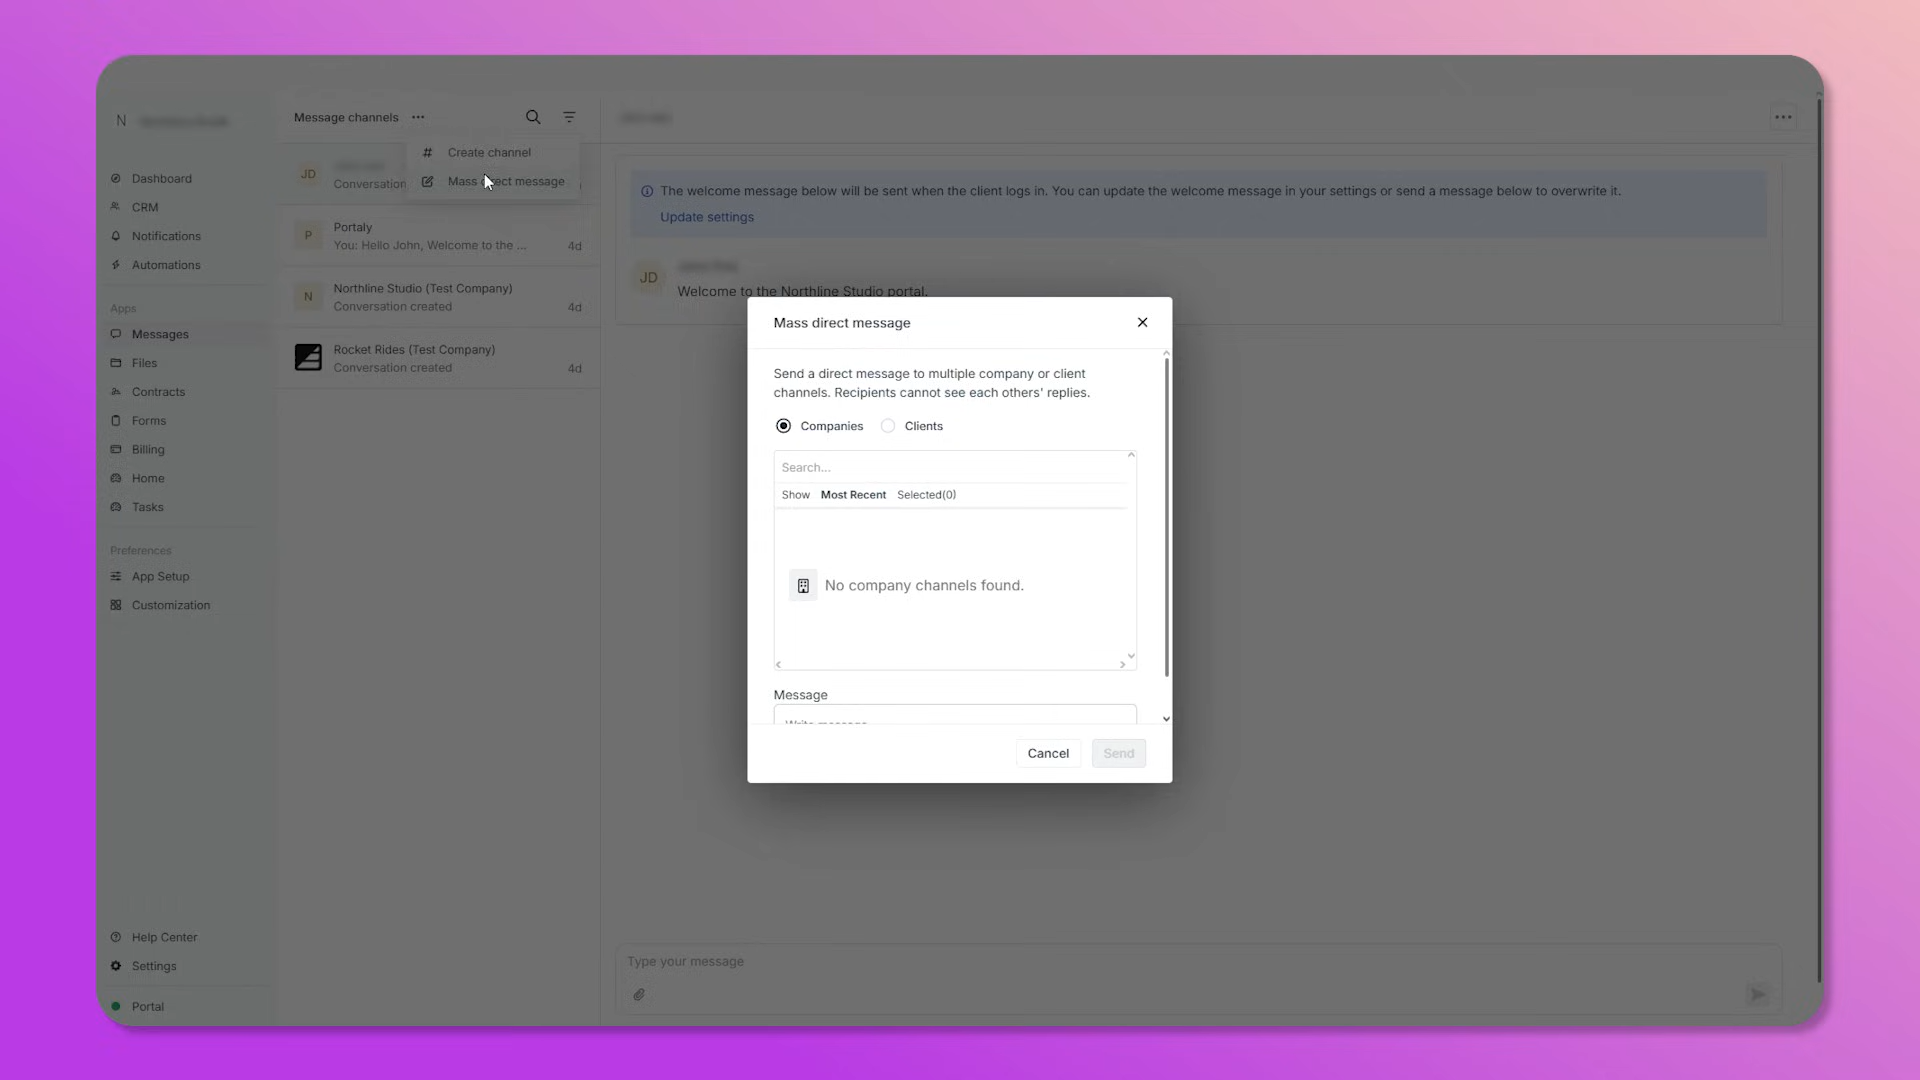 N
Dashboard
CRM
Notifications
Automations
Apps
Messages
Files
Contracts
Forms
Billing
Home
Tasks
Preferences
App Setup
Customization
Help Center
Settings
Portal
Message channels
Create channel
Mass direct message
JD
Conversation
P
Portaly
You: Hello John, Welcome to the ...
4d
N
Northline Studio (Test Company)
Conversation created
4d
Rocket Rides (Test Company)
Conversation created
4d
The welcome message below will be sent when the client logs in. You can update the welcome message in your settings or send a message below to overwrite it.
Update settings
JD
Welcome to the Northline Studio portal.
Mass direct message
Send a direct message to multiple company or client
channels. Recipients cannot see each others' replies.
Companies Clients
Search...
Show Most Recent Selected(0)
No company channels found.
Message
Write message
Cancel Send
Type your message